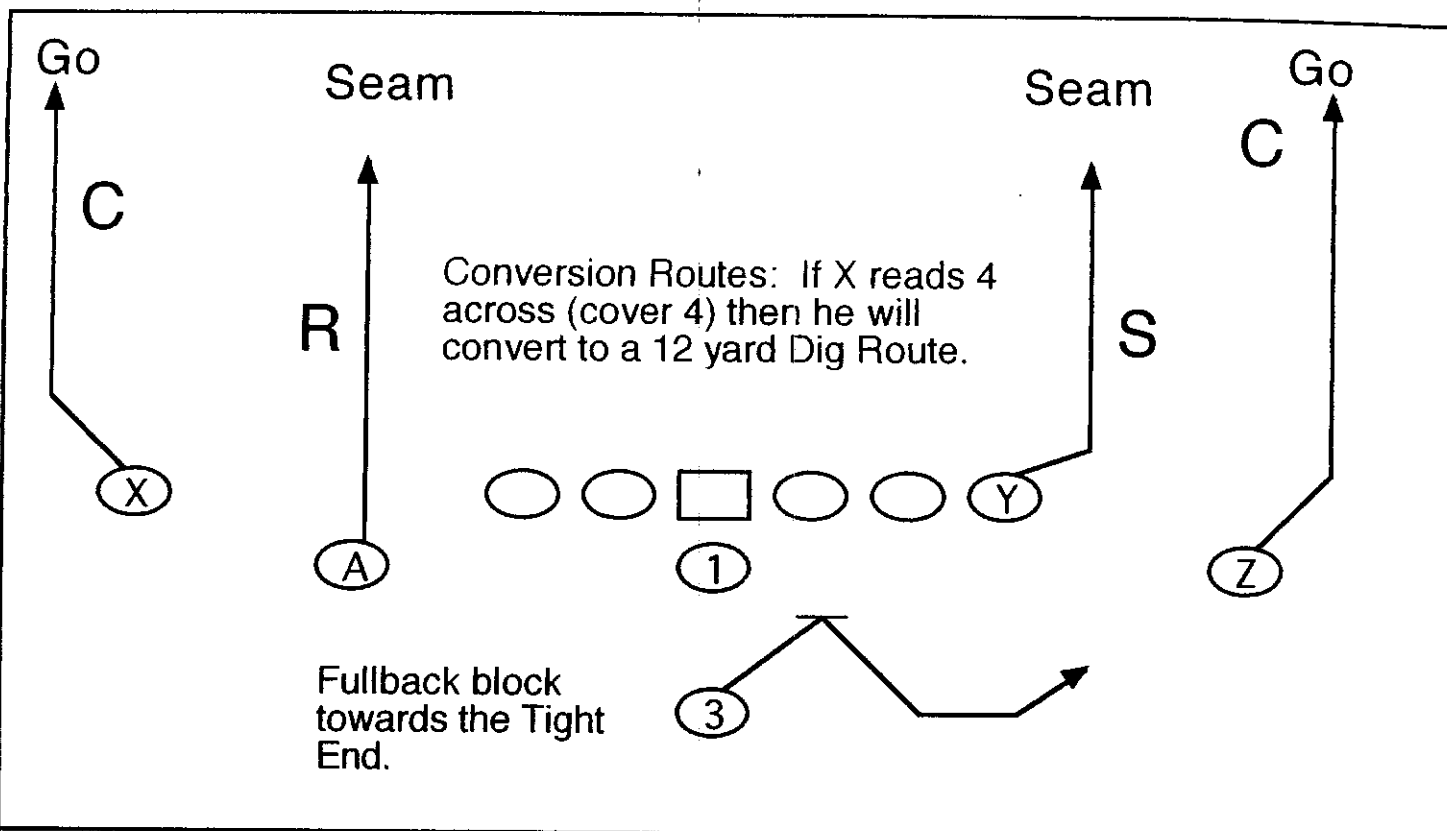 Go
Seam
Seam
Go
C
C
Conversion Routes: If X reads 4
across (cover 4) then he will
convert to a 12 yard Dig Route.
R
S
X
Y
A
1
Z
Fullback block
towards the Tight
End.
3